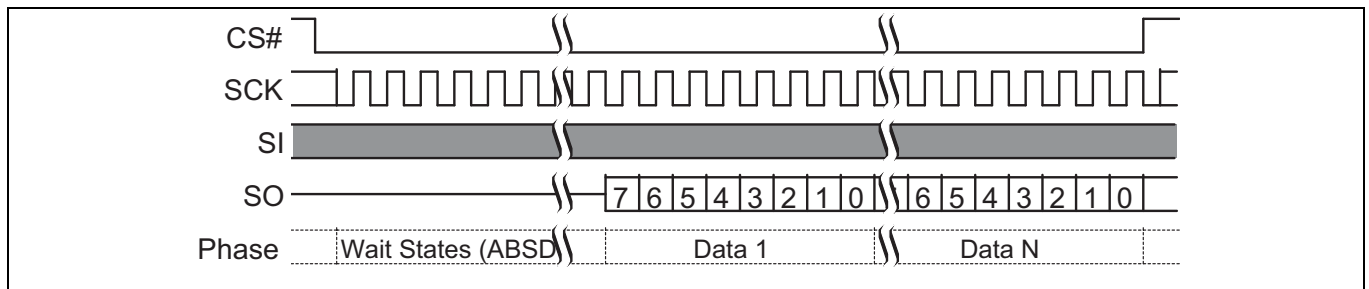 CS#
SCK
SI
SO 7 6 5 4 3 2 1 0 6 5 4 3 2 1 0
Phase Wait States (ABSD Data 1 Data N